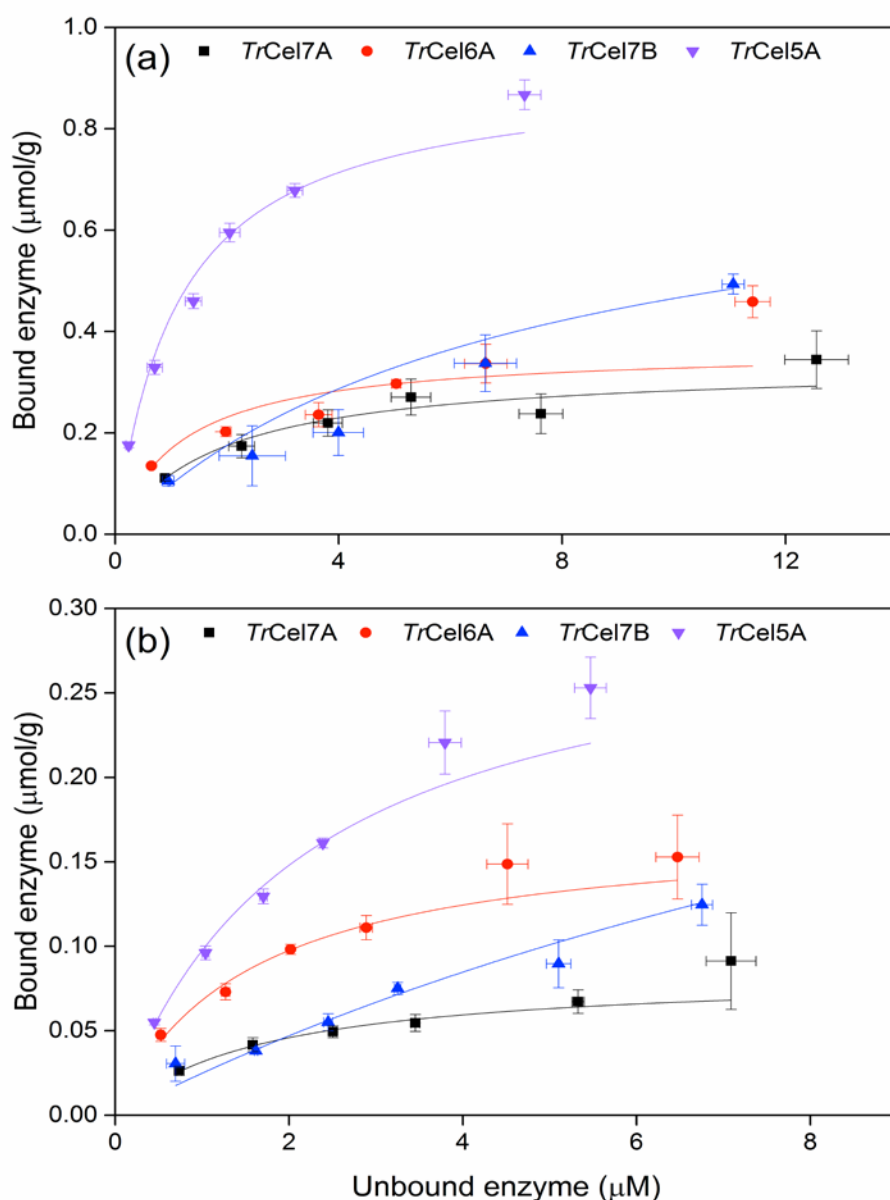 1.0
(a)
TrCel7A TrCel6A TrCel7B TrCel5A
0.8
0.6
0.4
0.2
0.0
Bound enzyme (μmol/g)
0 4 8 12
0.30
(b)
TrCel7A TrCel6A TrCel7B TrCel5A
0.25
0.20
0.15
0.10
0.05
0.00
Bound enzyme (μmol/g)
0 2 4 6 8
Unbound enzyme (μM)